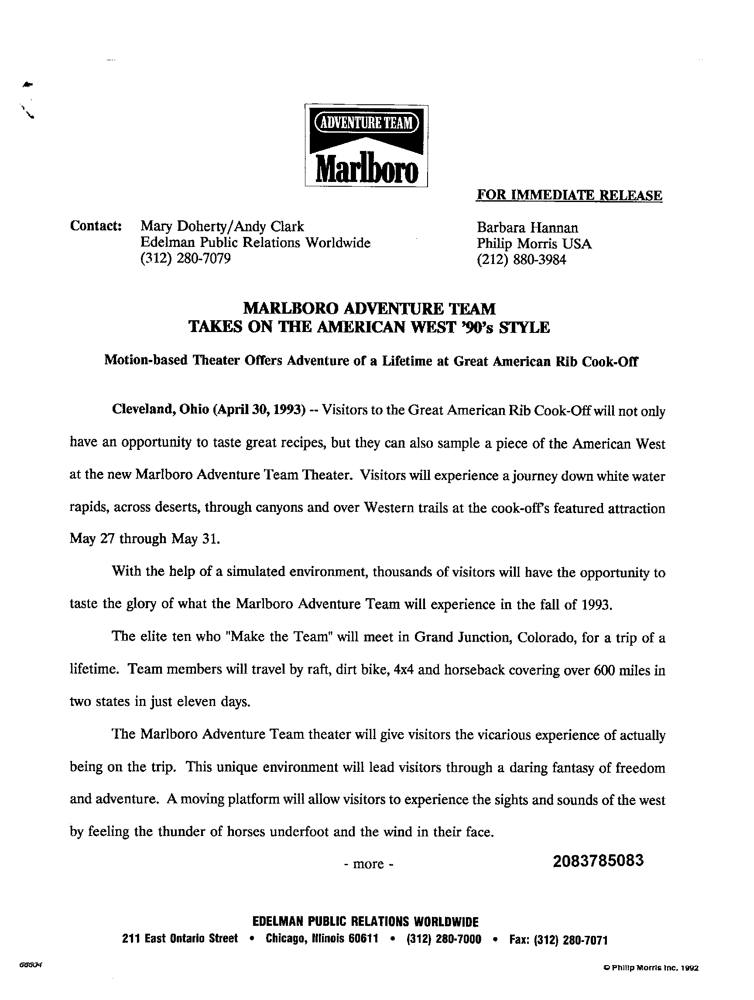 ADVENTURE TEAM
Marlboro
FOR IMMEDIATE RELEASE
Contact: Mary Doherty/Andy Clark
Edelman Public Relations Worldwide
(312) 280-7079
Barbara Hannan
Philip Morris USA
(212) 880-3984
MARLBORO ADVENTURE TEAM
TAKES ON THE AMERICAN WEST '90's STYLE
Motion-based Theater Offers Adventure of a Lifetime at Great American Rib Cook-Off
Cleveland, Ohio (April 30, 1993) -- Visitors to the Great American Rib Cook-Off will not only
have an opportunity to taste great recipes, but they can also sample a piece of the American West
at the new Marlboro Adventure Team Theater. Visitors will experience a journey down white water
rapids, across deserts, through canyons and over Western trails at the cook-off's featured attraction
May 27 through May 31.
With the help of a simulated environment, thousands of visitors will have the opportunity to
taste the glory of what the Marlboro Adventure Team will experience in the fall of 1993.
The elite ten who "Make the Team" will meet in Grand Junction, Colorado, for a trip of a
lifetime. Team members will travel by raft, dirt bike, 4x4 and horseback covering over 600 miles in
two states in just eleven days.
The Marlboro Adventure Team theater will give visitors the vicarious experience of actually
being on the trip. This unique environment will lead visitors through a daring fantasy of freedom
and adventure. A moving platform will allow visitors to experience the sights and sounds of the west
by feeling the thunder of horses underfoot and the wind in their face.
- more -
2083785083
EDELMAN PUBLIC RELATIONS WORLDWIDE
211 East Ontario Street • Chicago, Illinois 60611 • (312) 280-7000 • Fax: (312) 280-7071
© Philip Morris Inc. 1992